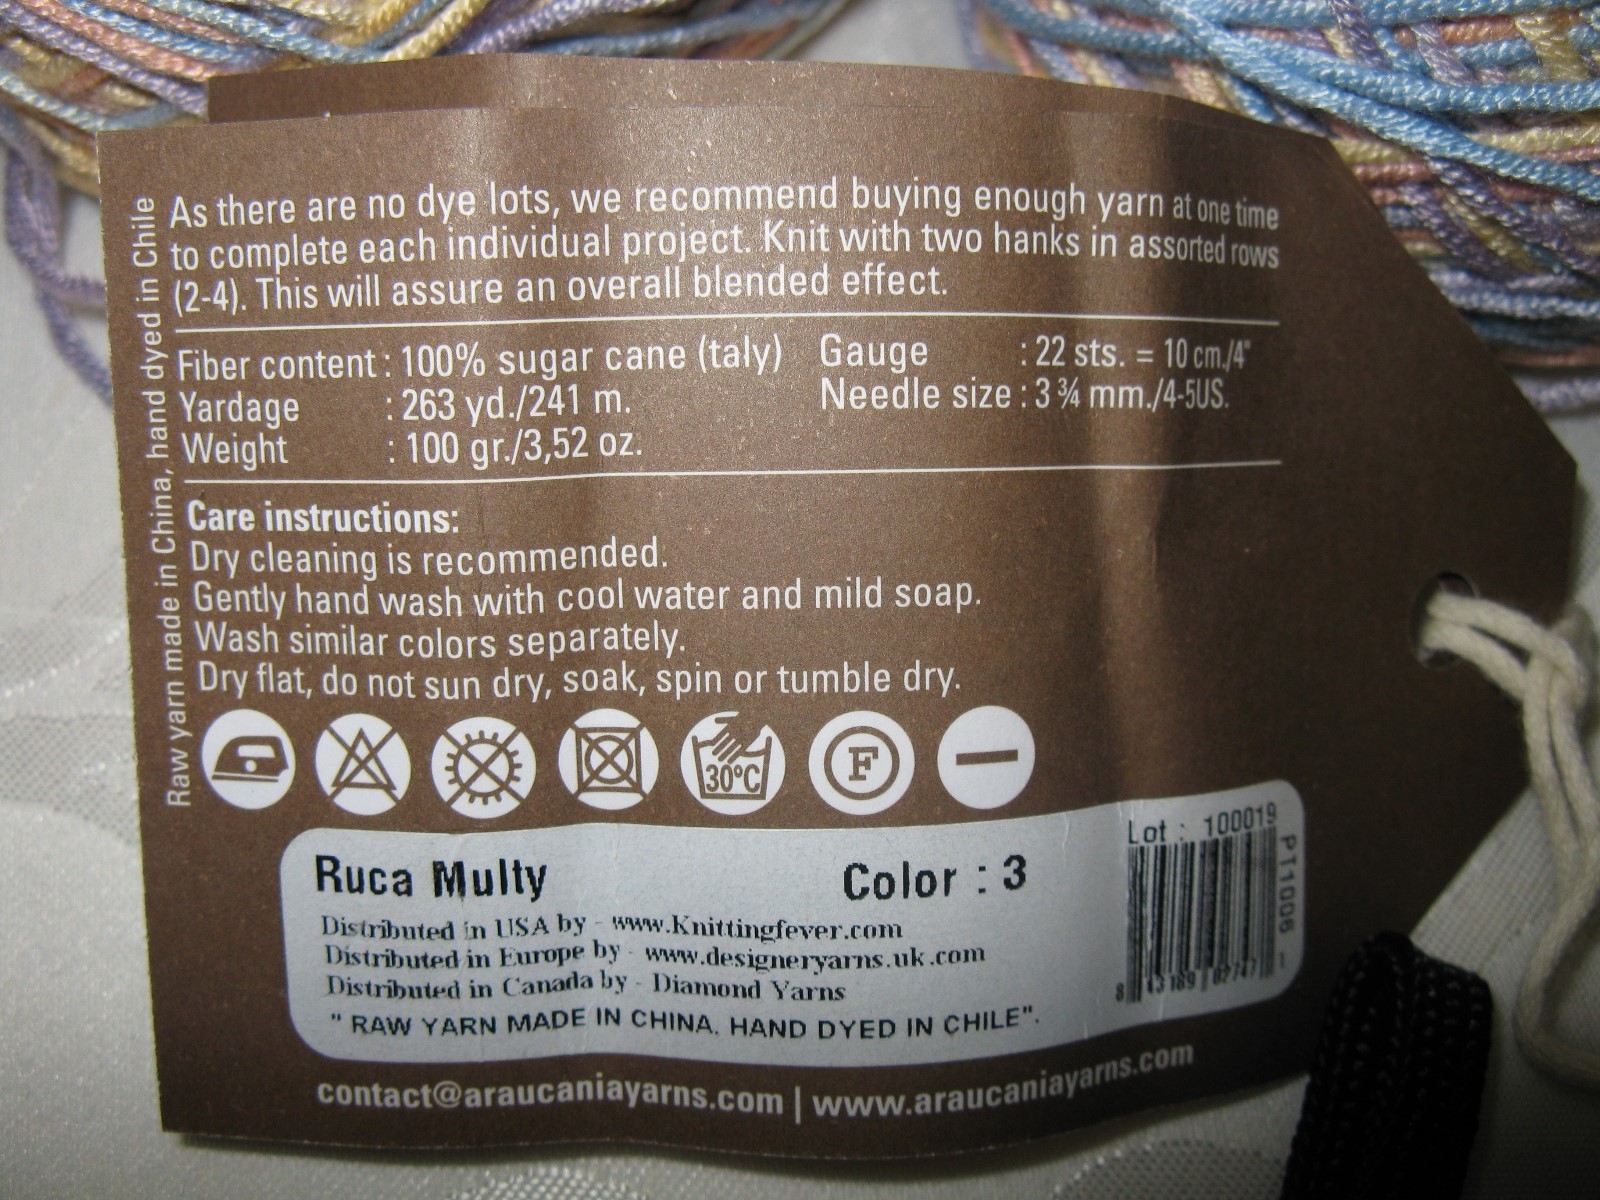 As there are no dye lots, we recommend buying enough yarn at one time
to complete each individual project. Knit with two hanks in assorted rows
(2-4). This will assure an overall blended effect.
Fiber content : 100% sugar cane (taly)
Yardage : 263 yd./241 m.
Weight : 100 gr./3,52 oz.
Gauge : 22 sts. = 10 cm./4"
Needle size : 3 ¾ mm./4-5US.
Care instructions:
Dry cleaning is recommended.
Gently hand wash with cool water and mild soap.
Wash similar colors separately.
Dry flat, do not sun dry, soak, spin or tumble dry.
30ºC
F
Raw yarn made in China, hand dyed in Chile
Ruca Multy Color : 3
Distributed in USA by - www.Knittingfever.com
Distributed in Europe by - www.designeryarns.uk.com
Distributed in Canada by - Diamond Yarns
" RAW YARN MADE IN CHINA. HAND DYED IN CHILE".
Lot : 100019
PT1006
contact@araucaniayarns.com | www.araucaniayarns.com